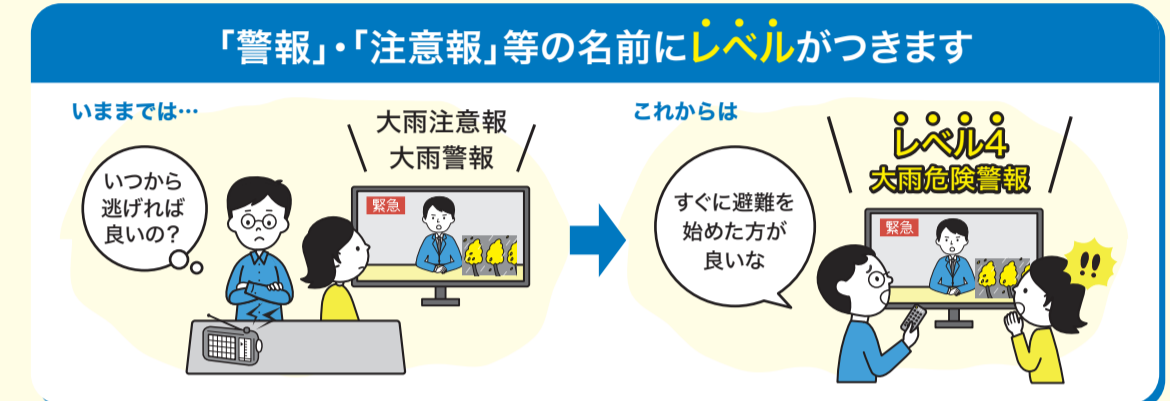 「警報」・「注意報」等の名前にレベルがつきます
いままでは…
大雨注意報
大雨警報
いつから
逃げれば
良いの？
緊急
これからは
レベル4
大雨危険警報
すぐに避難を
始めた方が
良いな
緊急
!!